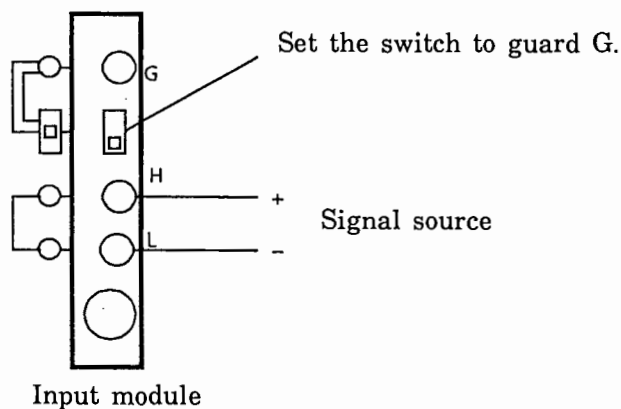 Set the switch to guard G.
G
H
+
Signal source
L
−
Input module